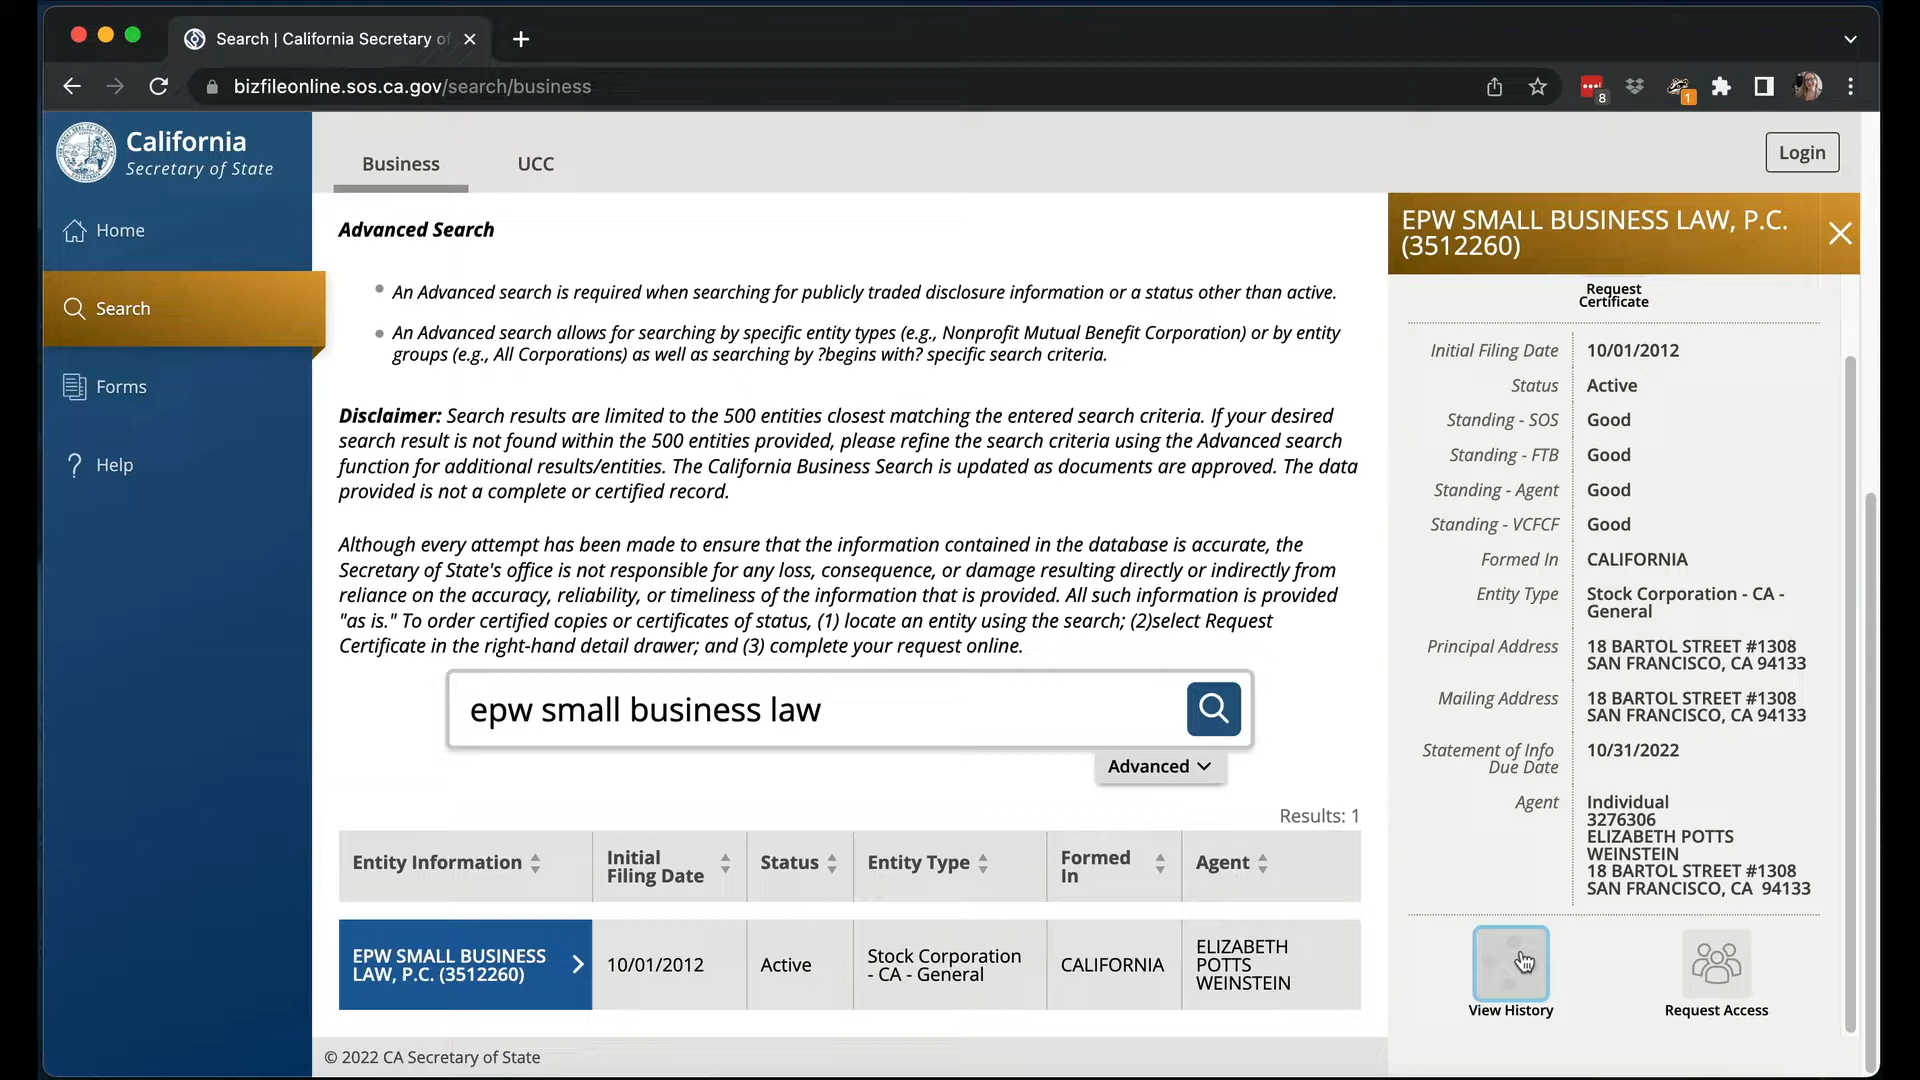 Search | California Secretary of
bizfileonline.sos.ca.gov/search/business
8
1
California
Secretary of State
Home
Search
Forms
Help
Business
UCC
Login
Advanced Search
An Advanced search is required when searching for publicly traded disclosure information or a status other than active.
An Advanced search allows for searching by specific entity types (e.g., Nonprofit Mutual Benefit Corporation) or by entity
groups (e.g., All Corporations) as well as searching by ?begins with? specific search criteria.
Disclaimer: Search results are limited to the 500 entities closest matching the entered search criteria. If your desired
search result is not found within the 500 entities provided, please refine the search criteria using the Advanced search
function for additional results/entities. The California Business Search is updated as documents are approved. The data
provided is not a complete or certified record.
Although every attempt has been made to ensure that the information contained in the database is accurate, the
Secretary of State's office is not responsible for any loss, consequence, or damage resulting directly or indirectly from
reliance on the accuracy, reliability, or timeliness of the information that is provided. All such information is provided
"as is." To order certified copies or certificates of status, (1) locate an entity using the search; (2)select Request
Certificate in the right-hand detail drawer; and (3) complete your request online.
epw small business law
Advanced
Results: 1
Entity Information
Initial
Filing Date
Status
Entity Type
Formed
In
Agent
EPW SMALL BUSINESS
LAW, P.C. (3512260)
10/01/2012
Active
Stock Corporation
- CA - General
CALIFORNIA
ELIZABETH
POTTS
WEINSTEIN
© 2022 CA Secretary of State
EPW SMALL BUSINESS LAW, P.C.
(3512260)
Request
Certificate
Initial Filing Date 10/01/2012
Status Active
Standing - SOS Good
Standing - FTB Good
Standing - Agent Good
Standing - VCFCF Good
Formed In CALIFORNIA
Entity Type Stock Corporation - CA -
General
Principal Address 18 BARTOL STREET #1308
SAN FRANCISCO, CA 94133
Mailing Address 18 BARTOL STREET #1308
SAN FRANCISCO, CA 94133
Statement of Info 10/31/2022
Due Date
Agent Individual
3276306
ELIZABETH POTTS
WEINSTEIN
18 BARTOL STREET #1308
SAN FRANCISCO, CA 94133
View History
Request Access